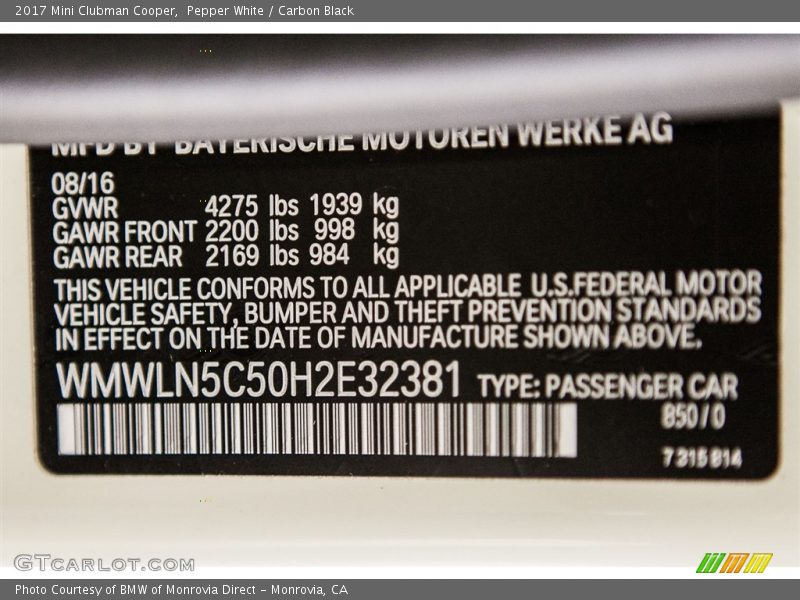 2017 Mini Clubman Cooper, Pepper White / Carbon Black
MFD BY BAYERISCHE MOTOREN WERKE AG
08/16
GVWR 4275 lbs 1939 kg
GAWR FRONT 2200 lbs 998 kg
GAWR REAR 2169 lbs 984 kg
THIS VEHICLE CONFORMS TO ALL APPLICABLE U.S.FEDERAL MOTOR
VEHICLE SAFETY, BUMPER AND THEFT PREVENTION STANDARDS
IN EFFECT ON THE DATE OF MANUFACTURE SHOWN ABOVE.
WMWLN5C50H2E32381 TYPE: PASSENGER CAR
850/0
7315814
GTCARLOT.COM
Photo Courtesy of BMW of Monrovia Direct – Monrovia, CA